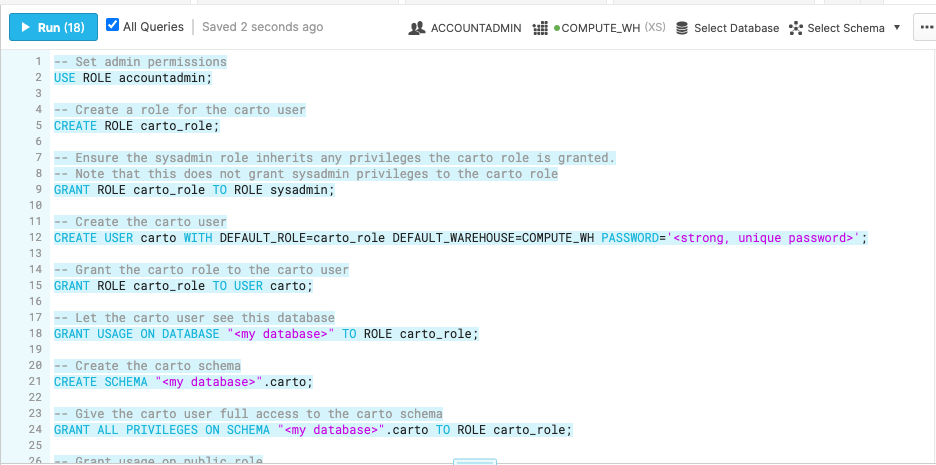 Run (18) All Queries Saved 2 seconds ago ACCOUNTADMIN COMPUTE_WH (XS) Select Database Select Schema ...
1 -- Set admin permissions
2 USE ROLE accountadmin;
3
4 -- Create a role for the carto user
5 CREATE ROLE carto_role;
6
7 -- Ensure the sysadmin role inherits any privileges the carto role is granted.
8 -- Note that this does not grant sysadmin privileges to the carto role
9 GRANT ROLE carto_role TO ROLE sysadmin;
10
11 -- Create the carto user
12 CREATE USER carto WITH DEFAULT_ROLE=carto_role DEFAULT_WAREHOUSE=COMPUTE_WH PASSWORD='<strong, unique password>';
13
14 -- Grant the carto role to the carto user
15 GRANT ROLE carto_role TO USER carto;
16
17 -- Let the carto user see this database
18 GRANT USAGE ON DATABASE "<my database>" TO ROLE carto_role;
19
20 -- Create the carto schema
21 CREATE SCHEMA "<my database>".carto;
22
23 -- Give the carto user full access to the carto schema
24 GRANT ALL PRIVILEGES ON SCHEMA "<my database>".carto TO ROLE carto_role;
25
26 -- Grant usage on public role